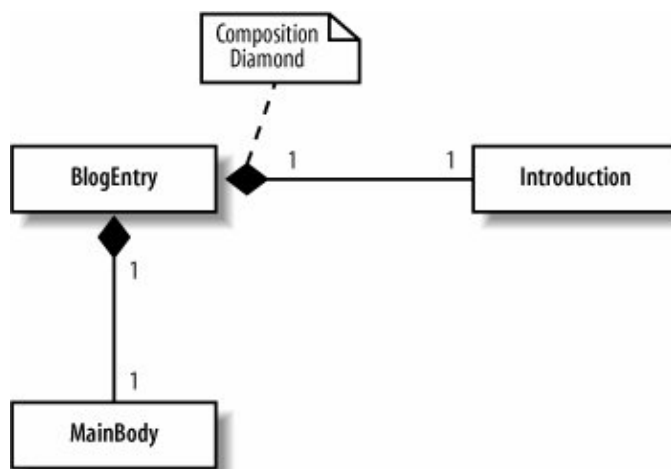 Composition
Diamond
BlogEntry
1
1
Introduction
1
1
MainBody